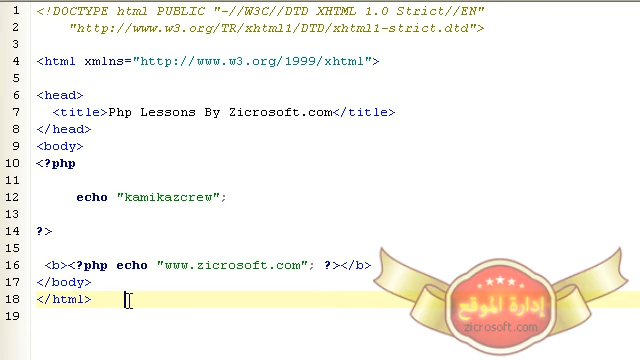 1 <!DOCTYPE html PUBLIC "-//W3C//DTD XHTML 1.0 Strict//EN"
2 "http://www.w3.org/TR/xhtml1/DTD/xhtml1-strict.dtd">
3
4 <html xmlns="http://www.w3.org/1999/xhtml">
5
6 <head>
7 <title>Php Lessons By Zicrosoft.com</title>
8 </head>
9 <body>
10 <?php
11
12 echo "kamikazcrew";
13
14 ?>
15
16 <b><?php echo "www.zicrosoft.com"; ?></b>
17 </body>
18 </html>
19
إدارة الموقع
zicrosoft.com